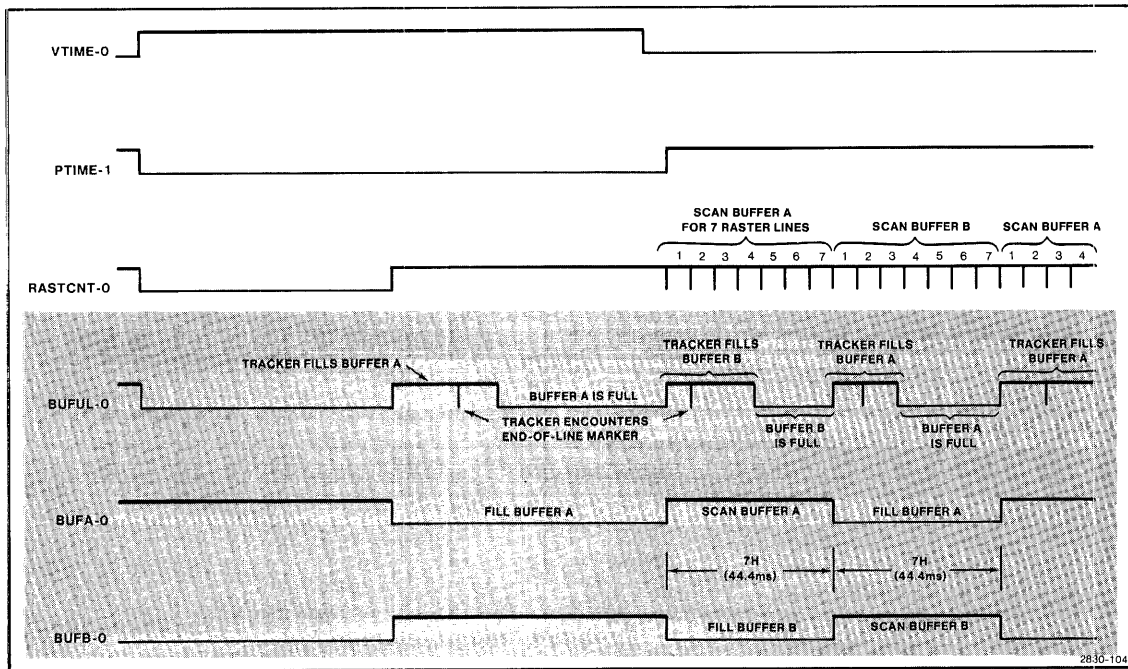 VTIME-0
PTIME-1
SCAN BUFFER A
FOR 7 RASTER LINES
SCAN BUFFER B
SCAN BUFFER A
1 2 3 4 5 6 7 1 2 3 4 5 6 7 1 2 3 4
RASTCNT-0
TRACKER FILLS BUFFER A
TRACKER FILLS
BUFFER B
TRACKER FILLS
BUFFER A
TRACKER FILLS
BUFFER A
BUFUL-0
BUFFER A IS FULL
TRACKER ENCOUNTERS
END-OF-LINE MARKER
BUFFER B
IS FULL
BUFFER A
IS FULL
BUFA-0
FILL BUFFER A
SCAN BUFFER A
FILL BUFFER A
7H
(44.4ms)
7H
(44.4ms)
BUFB-0
FILL BUFFER B
SCAN BUFFER B
2830-104